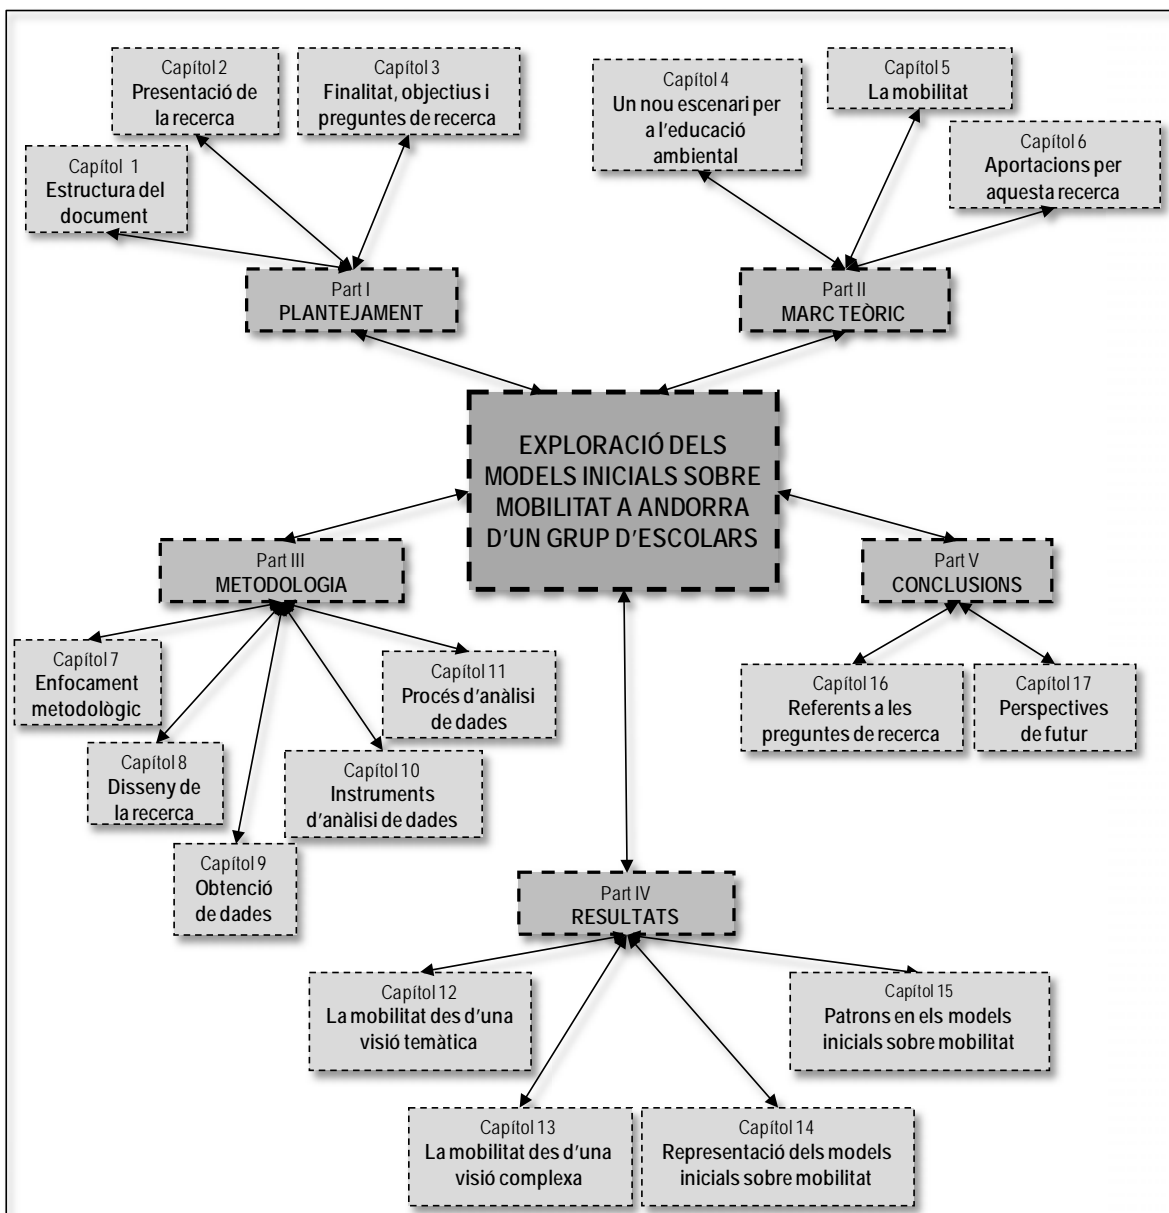 Capítol 2
Presentació de
la recerca
Capítol 3
Finalitat, objectius i
preguntes de recerca
Capítol 1
Estructura del
document
Part I
PLANTEJAMENT
Capítol 4
Un nou escenari per
a l'educació
ambiental
Capítol 5
La mobilitat
Capítol 6
Aportacions per
aquesta recerca
Part II
MARC TEÒRIC
EXPLORACIÓ DELS
MODELS INICIALS SOBRE
MOBILITAT A ANDORRA
D'UN GRUP D'ESCOLARS
Part III
METODOLOGIA
Capítol 7
Enfocament
metodològic
Capítol 8
Disseny de
la recerca
Capítol 9
Obtenció
de dades
Capítol 10
Instruments
d'anàlisi de dades
Capítol 11
Procés d'anàlisi
de dades
Part V
CONCLUSIONS
Capítol 16
Referents a les
preguntes de recerca
Capítol 17
Perspectives
de futur
Part IV
RESULTATS
Capítol 12
La mobilitat des d'una
visió temàtica
Capítol 13
La mobilitat des d'una
visió complexa
Capítol 14
Representació dels models
inicials sobre mobilitat
Capítol 15
Patrons en els models
inicials sobre mobilitat